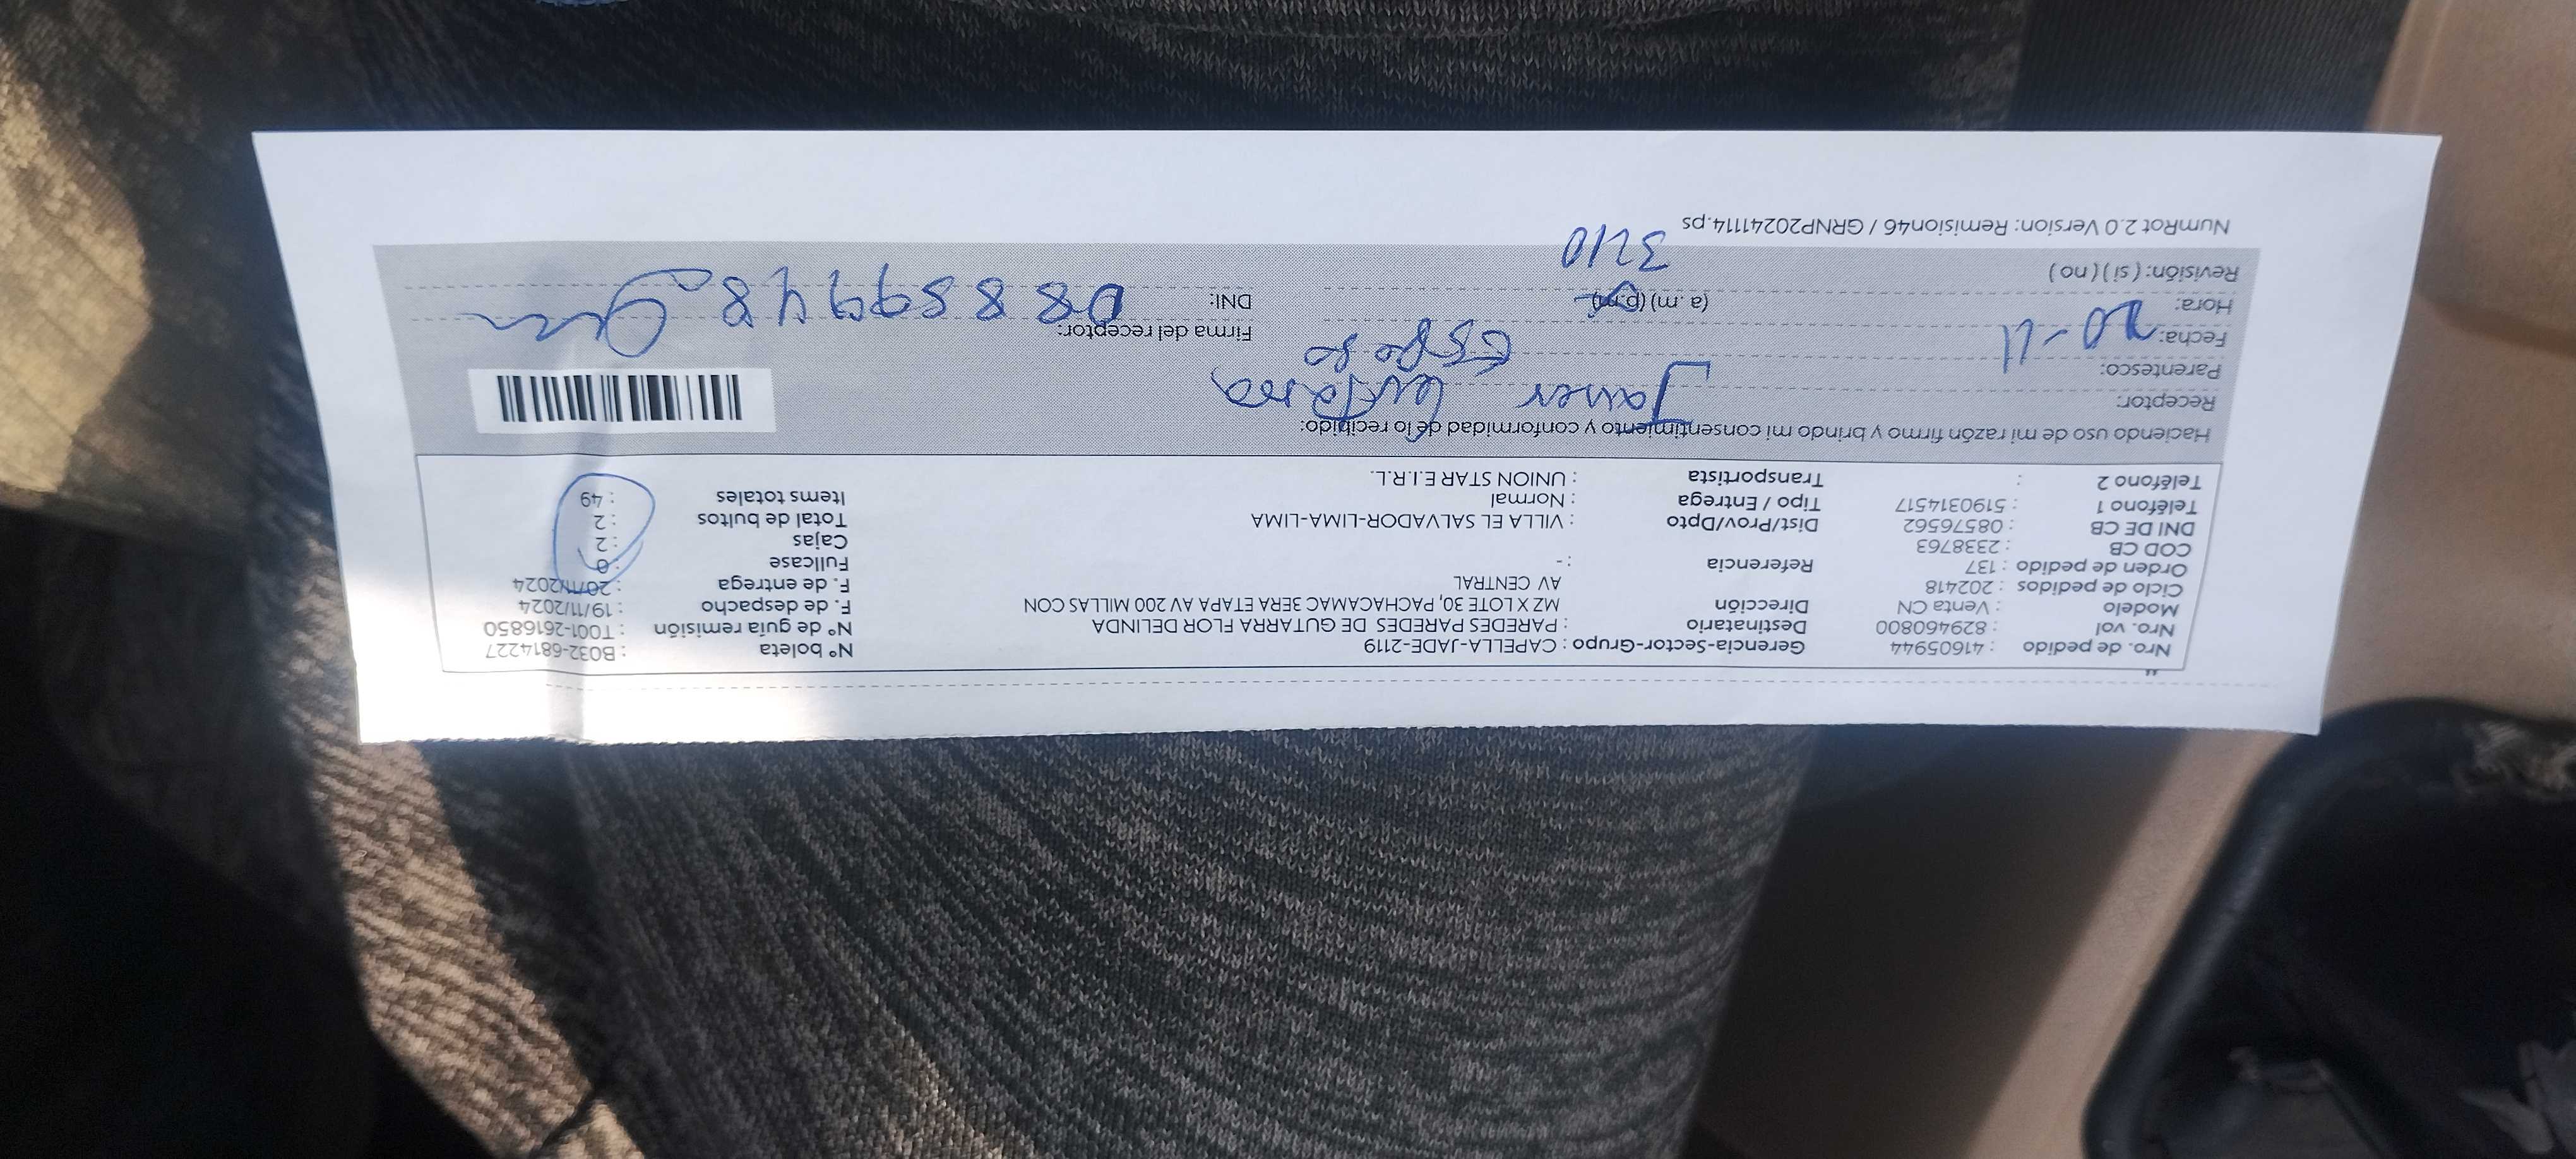 Nro. de pedido : 41605944 Gerencia-Sector-Grupo : CAPELLA-JADE-2119 N° boleta : B032-6814227
Nro. vol : 829460800 Destinatario : PAREDES PAREDES DE GUTARRA FLOR DELINDA N° de guía remisión : T001-2616850
Modelo : Venta CN Dirección MZ X LOTE 30, PACHACAMAC 3ERA ETAPA AV 200 MILLAS CON F. de despacho : 19/11/2024
Ciclo de pedidos : 202418 AV CENTRAL F. de entrega : 20/11/2024
Orden de pedido : 137 Referencia : - Fullcase : 0
COD CB : 2338763 Cajas : 2
DNI DE CB : 08576562 Dist/Prov/Dpto : VILLA EL SALVADOR-LIMA-LIMA Total de bultos : 2
Teléfono 1 : 5190314517 Tipo / Entrega : Normal Items totales : 49
Teléfono 2 : Transportista : UNION STAR E.I.R.L.
Haciendo uso de mi razón firmo y brindo mi consentimiento y conformidad de lo recibido:
Receptor: Javier
Parentesco: Esposo
Fecha: 20-11 Firma del receptor:
Hora: (a.m) (p.m) DNI: 08859948
Revisión: ( si ) ( no ) 3210
NumRot 2.0 Version: Remision46 / GRNP20241114.ps